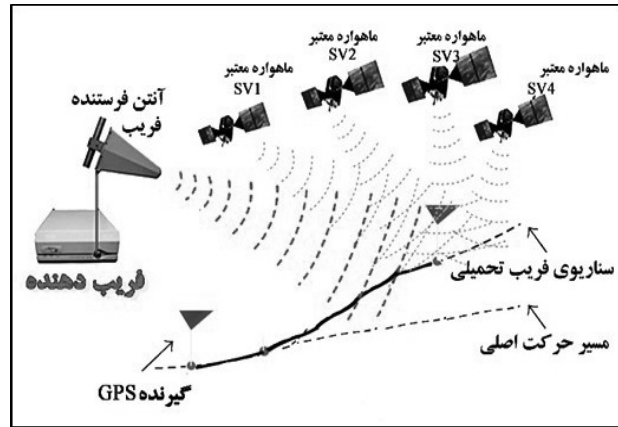 ماهواره معتبر
SV1
ماهواره معتبر
SV2
ماهواره معتبر
SV3
ماهواره معتبر
SV4
آنتن فرستنده
فریب
فریب دهنده
سناریوی فریب تحمیلی
مسیر حرکت اصلی
گیرنده GPS